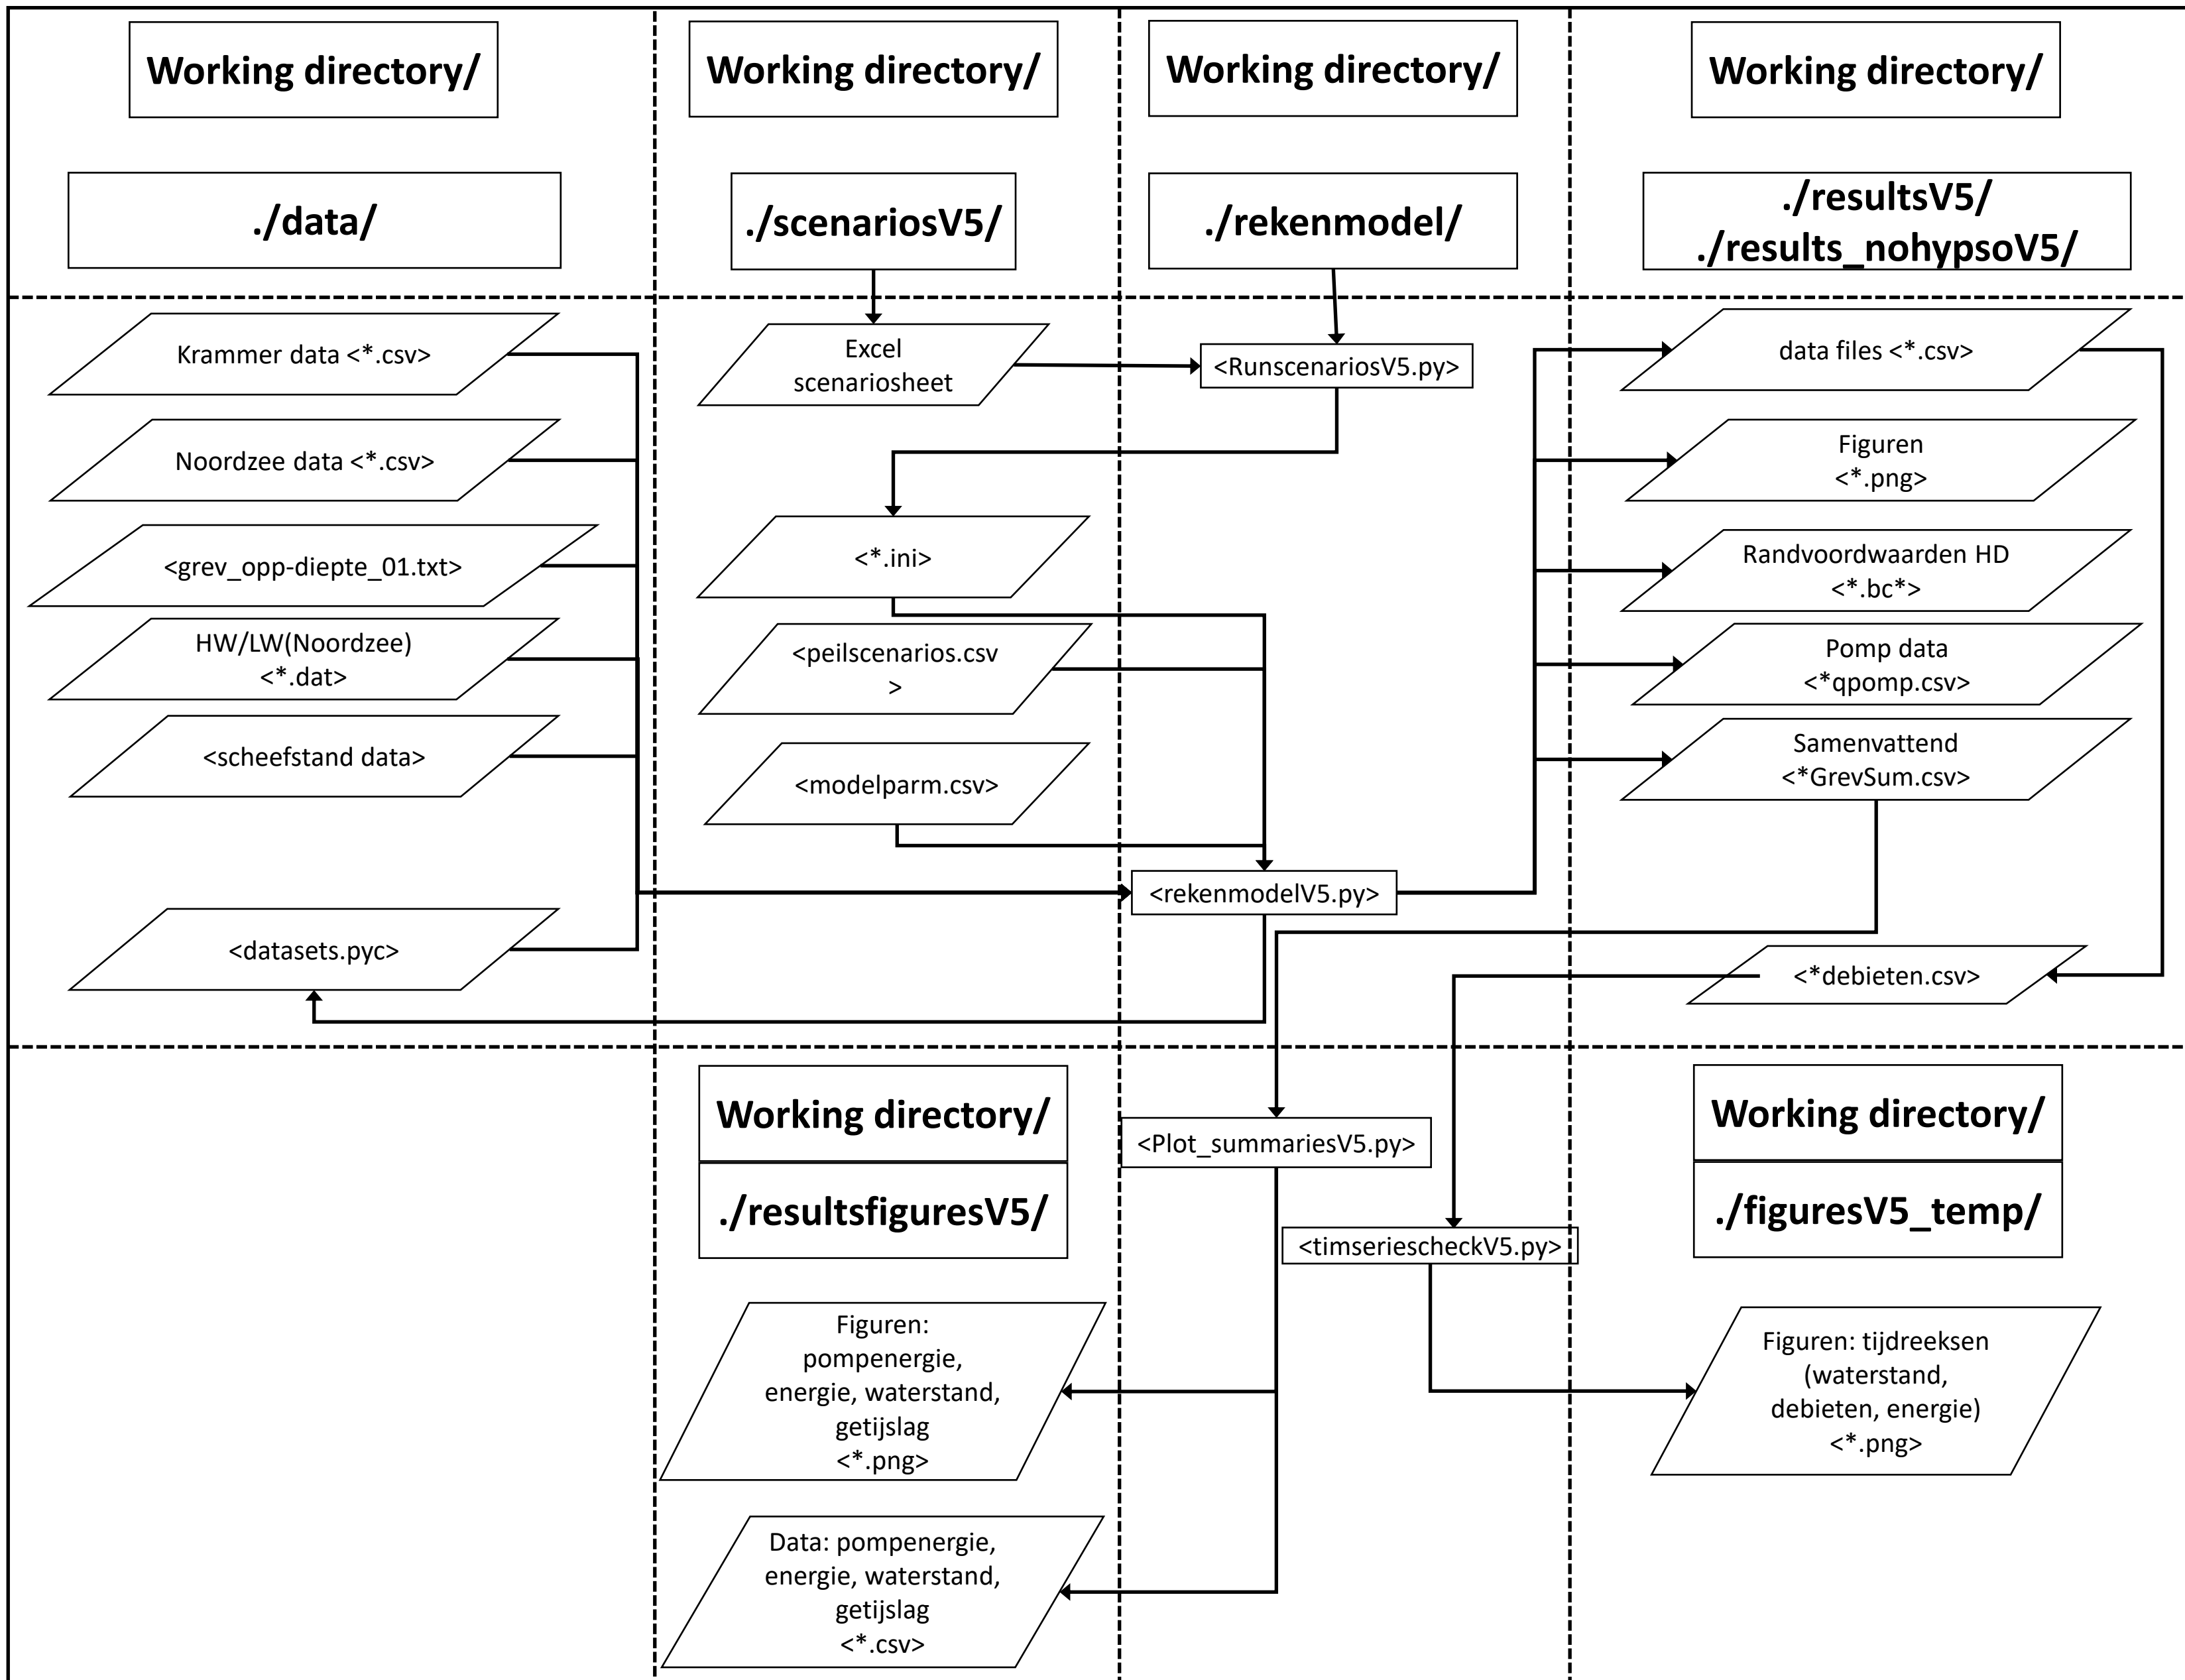 Working directory/
Working directory/
Working directory/
Working directory/
./data/
./scenariosV5/
./rekenmodel/
./resultsV5/
./results_nohypsoV5/
Krammer data <*.csv>
Noordzee data <*.csv>
<grev_opp-diepte_01.txt>
HW/LW(Noordzee)
<*.dat>
<scheefstand data>
<datasets.pyc>
Excel
scenariosheet
<*.ini>
<peilscenarios.csv
>
<modelparm.csv>
<RunscenariosV5.py>
<rekenmodelV5.py>
data files <*.csv>
Figuren
<*.png>
Randvoordwaarden HD
<*.bc*>
Pomp data
<*qpomp.csv>
Samenvattend
<*GrevSum.csv>
<*debieten.csv>
Working directory/
./resultsfiguresV5/
Figuren:
pompenergie,
energie, waterstand,
getijslag
<*.png>
Data: pompenergie,
energie, waterstand,
getijslag
<*.csv>
<Plot_summariesV5.py>
<timseriescheckV5.py>
Working directory/
./figuresV5_temp/
Figuren: tijdreeksen
(waterstand,
debieten, energie)
<*.png>